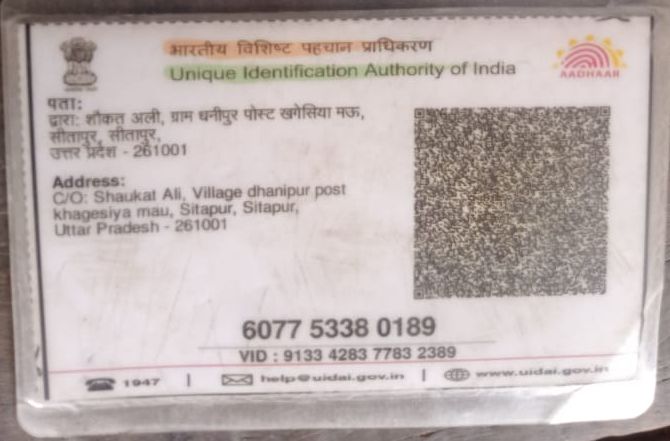 भारतीय विशिष्ट पहचान प्राधिकरण
Unique Identification Authority of India
AADHAAR
पता:
द्वारा: शौकत अली, ग्राम धनीपुर पोस्ट खगेसिया मऊ,
सीतापुर, सीतापुर,
उत्तर प्रदेश - 261001
Address:
C/O: Shaukat Ali, Village dhanipur post
khagesiya mau, Sitapur, Sitapur,
Uttar Pradesh - 261001
6077 5338 0189
VID : 9133 4283 7783 2389
1947 | help@uidai.gov.in | www.uidai.gov.in